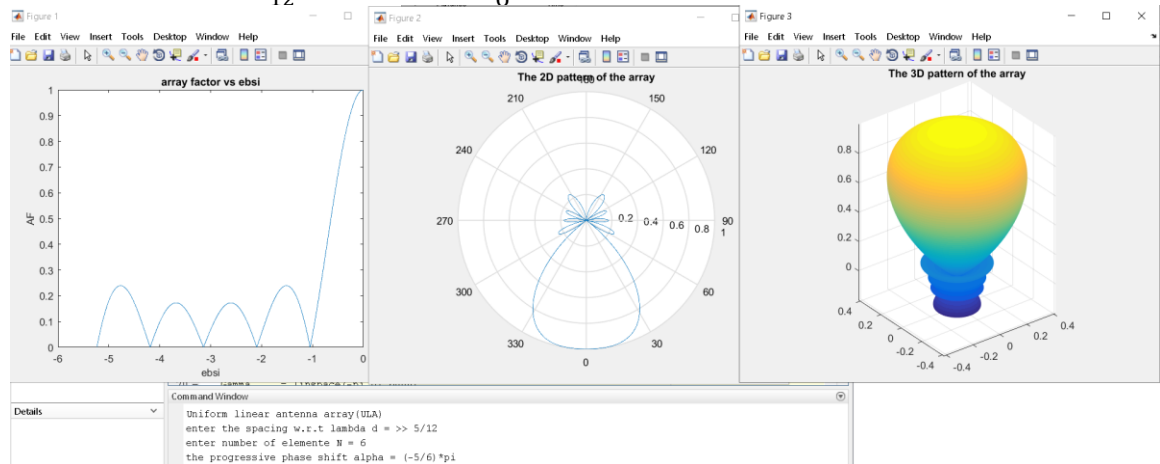 12
8
Figure 1
Figure 2
Figure 3
File Edit View Insert Tools Desktop Window Help
File Edit View Insert Tools Desktop Window Help
File Edit View Insert Tools Desktop Window Help
array factor vs ebsi
1
0.9
0.8
0.7
0.6
0.5
0.4
0.3
0.2
0.1
0
AF
-6 -5 -4 -3 -2 -1 0
ebsi
The 2D pattern of the array
180
210 150
240 120
270 0.2 0.4 0.6 0.8 1 90
300 60
330 30
0
The 3D pattern of the array
0.8
0.6
0.4
0.2
0
0.4 0.2 0 -0.2 -0.4
-0.4 -0.2 0 0.2 0.4
Details
Command Window
Uniform linear antenna array(ULA)
enter the spacing w.r.t lambda d = >> 5/12
enter number of elemente N = 6
the progressive phase shift alpha = (-5/6)*pi